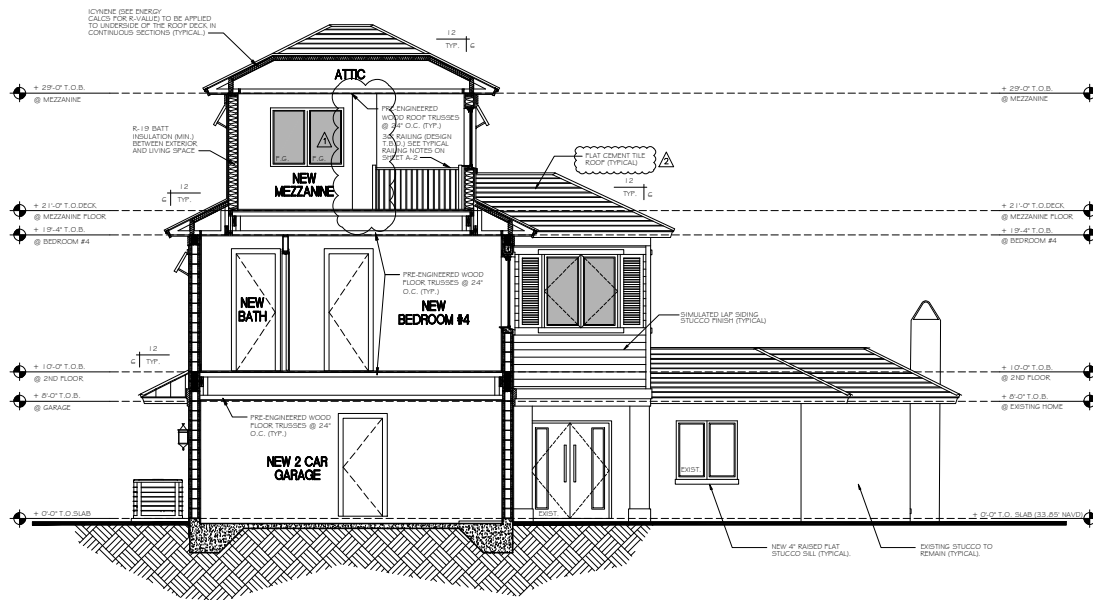 ICYNENE (SEE ENERGY
CALCS FOR R-VALUE) TO BE APPLIED
TO UNDERSIDE OF THE ROOF DECK IN
CONTINUOUS SECTIONS (TYPICAL)
12
TYP.
6
ATTIC
+ 29'-0" T.O.B.
@ MEZZANINE
+ 29'-0" T.O.B.
@ MEZZANINE
PRE-ENGINEERED
WOOD ROOF TRUSSES
@ 24" O.C. (TYP.)
36" RAILING (DESIGN
T.B.D.) SEE TYPICAL
RAILING NOTES ON
SHEET A-2
R-19 BATT
INSULATION (MIN.)
BETWEEN EXTERIOR
AND LIVING SPACE
1
F.G.
F.G.
NEW
MEZZANINE
FLAT CEMENT TILE
ROOF (TYPICAL)
2
12
6
TYP.
12
TYP.
6
+ 21'-0" T.O.DECK
@ MEZZANINE FLOOR
+ 21'-0" T.O.DECK
@ MEZZANINE FLOOR
+ 19'-4" T.O.B.
@ BEDROOM #4
+ 19'-4" T.O.B.
@ BEDROOM #4
PRE-ENGINEERED WOOD
FLOOR TRUSSES @ 24"
O.C. (TYP.)
NEW
BATH
NEW
BEDROOM #4
SIMULATED LAP SIDING
STUCCO FINISH (TYPICAL)
12
6
TYP.
+ 10'-0" T.O.B.
@ 2ND FLOOR
+ 10'-0" T.O.B.
@ 2ND FLOOR
+ 8'-0" T.O.B.
@ GARAGE
+ 8'-0" T.O.B.
@ EXISTING HOME
PRE-ENGINEERED WOOD
FLOOR TRUSSES @ 24"
O.C. (TYP.)
NEW 2 CAR
GARAGE
EXIST.
EXIST.
+ 0'-0" T.O.SLAB
+ 0'-0" T.O. SLAB (33.85' NAVD)
NEW 4" RAISED FLAT
STUCCO SILL (TYPICAL).
EXISTING STUCCO TO
REMAIN (TYPICAL).